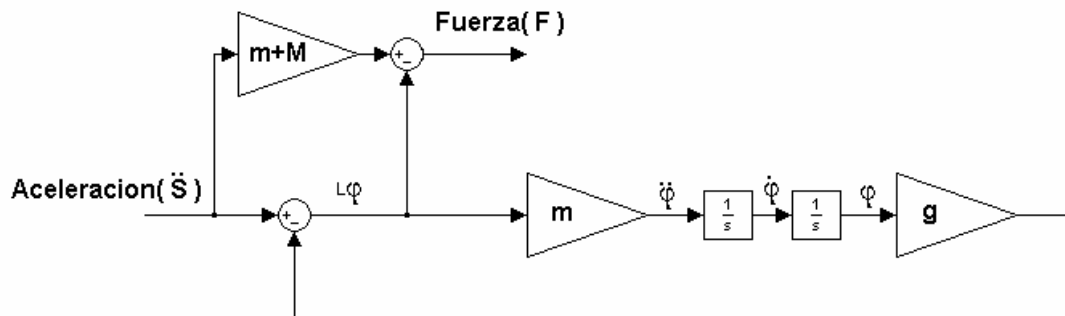 Fuerza( F )
m+M
+
−
Aceleracion( S̈ )
+
−
Lφ
m
φ̈
1
s
φ̇
1
s
φ
g